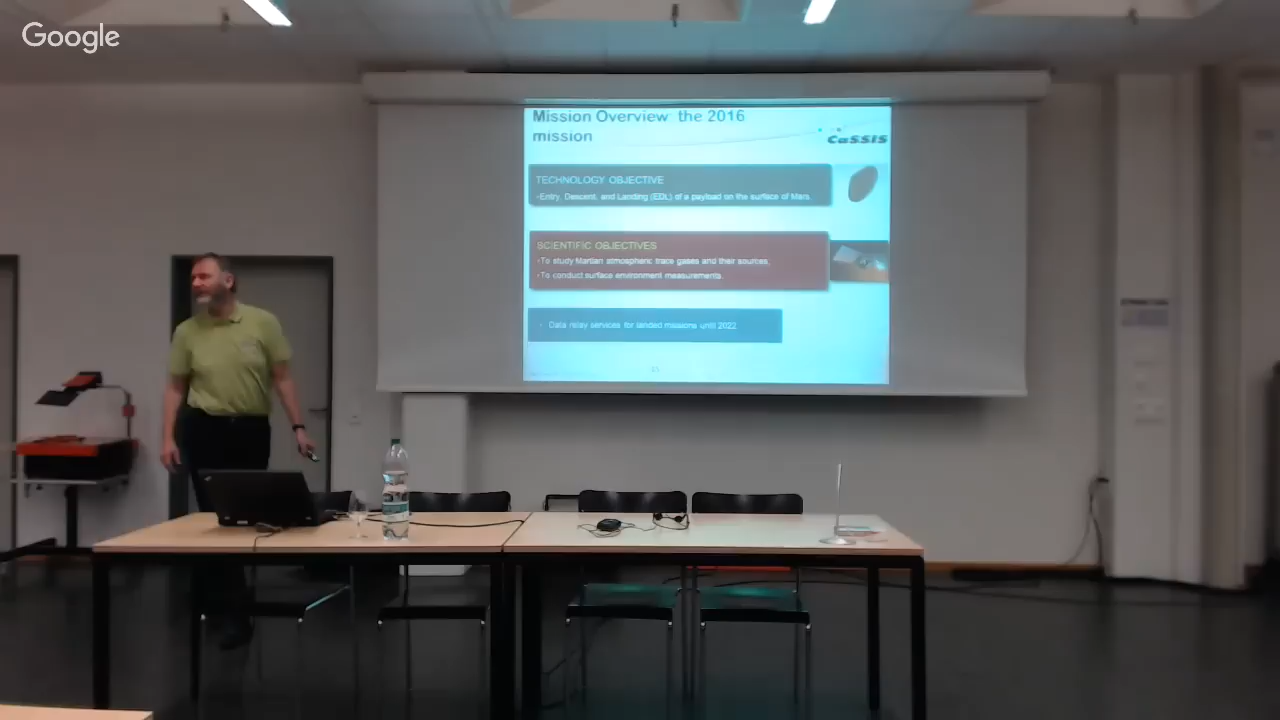 Google
Mission Overview the 2016
mission
CaSSIS
TECHNOLOGY OBJECTIVE
-Entry, Descent, and Landing (EDL) of a payload on the surface of Mars.
SCIENTIFIC OBJECTIVES
-To study Martian atmospheric trace gases and their sources.
-To conduct surface environment measurements.
- Data relay services for landed missions until 2022